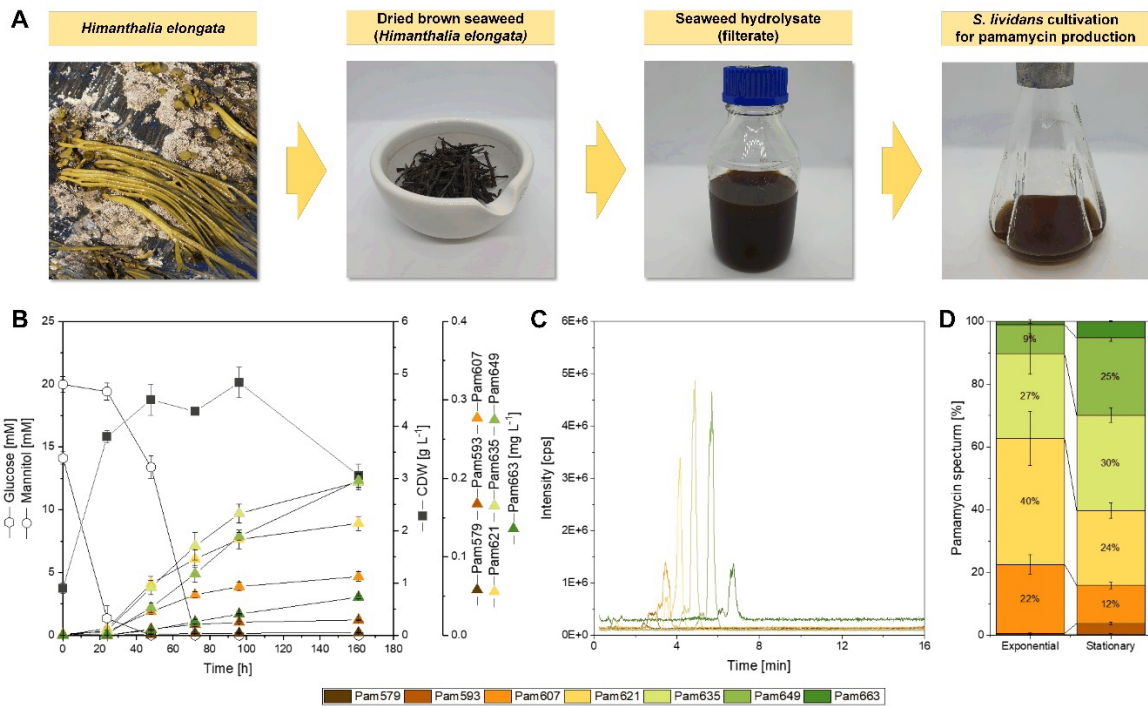 A
Himanthalia elongata
Dried brown seaweed
(Himanthalia elongata)
Seaweed hydrolysate
(filterate)
S. lividans cultivation
for pamamycin production
B
25
20
15
10
5
0
Glucose [mM]
Mannitol [mM]
0 20 40 60 80 100 120 140 160 180
Time [h]
6
5
4
3
2
1
0
CDW [g L-1]
0.4
0.3
0.2
0.1
0.0
Pam579 Pam593 Pam607
Pam621 Pam635 Pam649
Pam663 [mg L-1]
C
6E+6
5E+6
4E+6
3E+6
2E+6
1E+6
0E+0
Intensity [cps]
0 4 8 12 16
Time [min]
D
100
80
60
40
20
0
Pamamycin specturm [%]
9%
27%
40%
22%
25%
30%
24%
12%
Exponential Stationary
Pam579 Pam593 Pam607 Pam621 Pam635 Pam649 Pam663